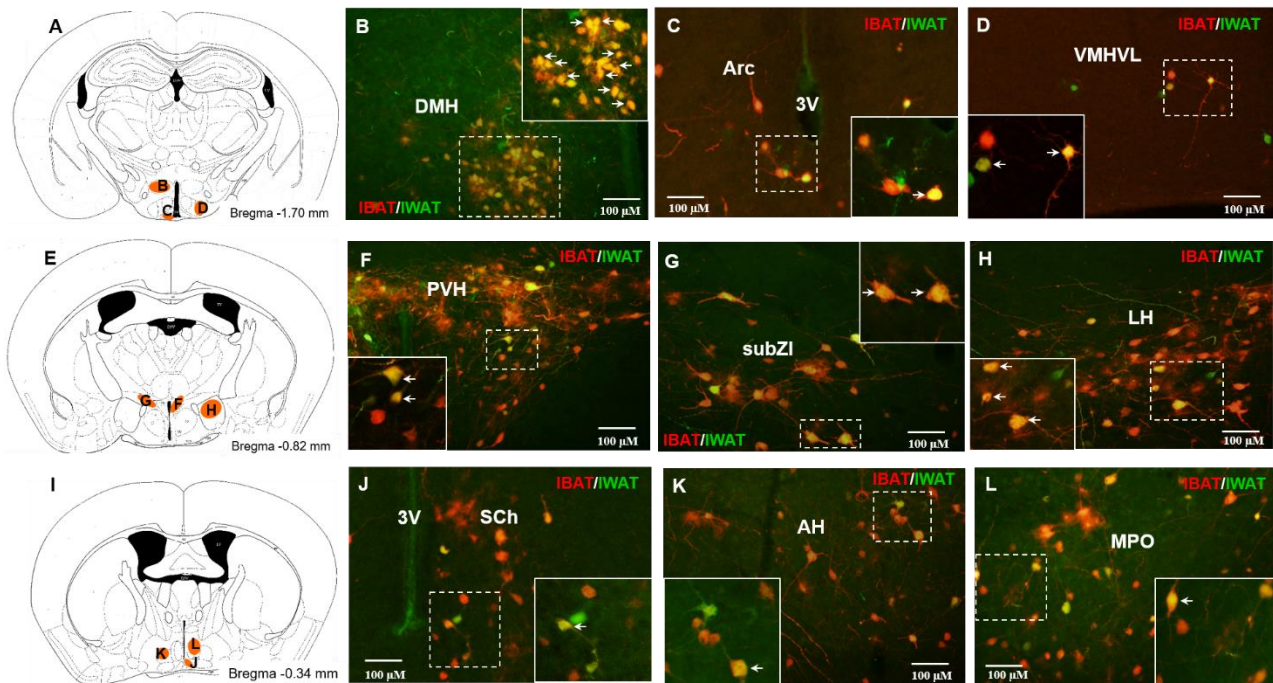 A
B
C
D
Bregma -1.70 mm
B
DMH
IBAT/IWAT
100 µM
C
IBAT/IWAT
Arc
3V
100 µM
D
IBAT/IWAT
VMHVL
100 µM
E
G
F
H
Bregma -0.82 mm
F
IBAT/IWAT
PVH
100 µM
G
subZI
IBAT/IWAT
100 µM
H
IBAT/IWAT
LH
100 µM
I
K
L
J
Bregma -0.34 mm
J
IBAT/IWAT
3V
SCh
100 µM
K
IBAT/IWAT
AH
100 µM
L
IBAT/IWAT
MPO
100 µM